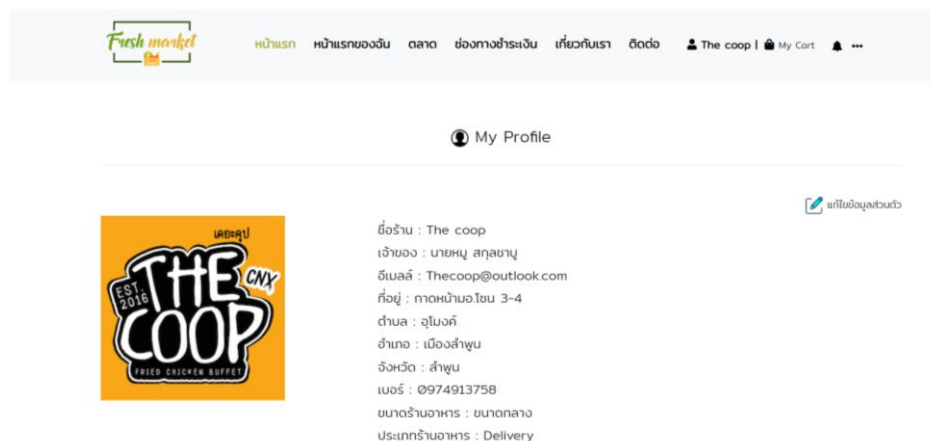 Fresh market
หน้าแรก หน้าแรกของฉัน ตลาด ช่องทางชำระเงิน เกี่ยวกับเรา ติดต่อ The coop | My Cart
My Profile
แก้ไขข้อมูลส่วนตัว
เดอะคุป
THE
CNX
EST.
2016
COOP
FRIED CHICKEN BUFFET
ชื่อร้าน : The coop
เจ้าของ : นายหมู สกุลชานุ
อีเมลล์ : Thecoop@outlook.com
ที่อยู่ : กาดหน้ามอ.โซน 3-4
ตำบล : อุโมงค์
อำเภอ : เมืองลำพูน
จังหวัด : ลำพูน
เบอร์ : 0974913758
ขนาดร้านอาหาร : ขนาดกลาง
ประเภทร้านอาหาร : Delivery